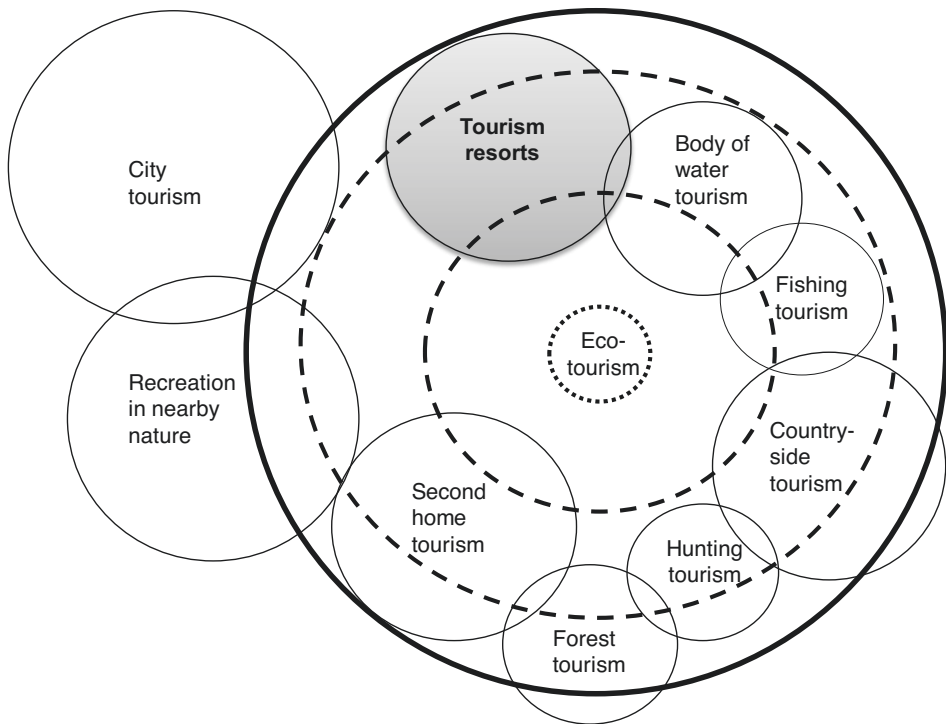 Tourism
resorts
Body of
water
tourism
City
tourism
Fishing
tourism
Eco-
tourism
Recreation
in nearby
nature
Country-
side
tourism
Second
home
tourism
Hunting
tourism
Forest
tourism